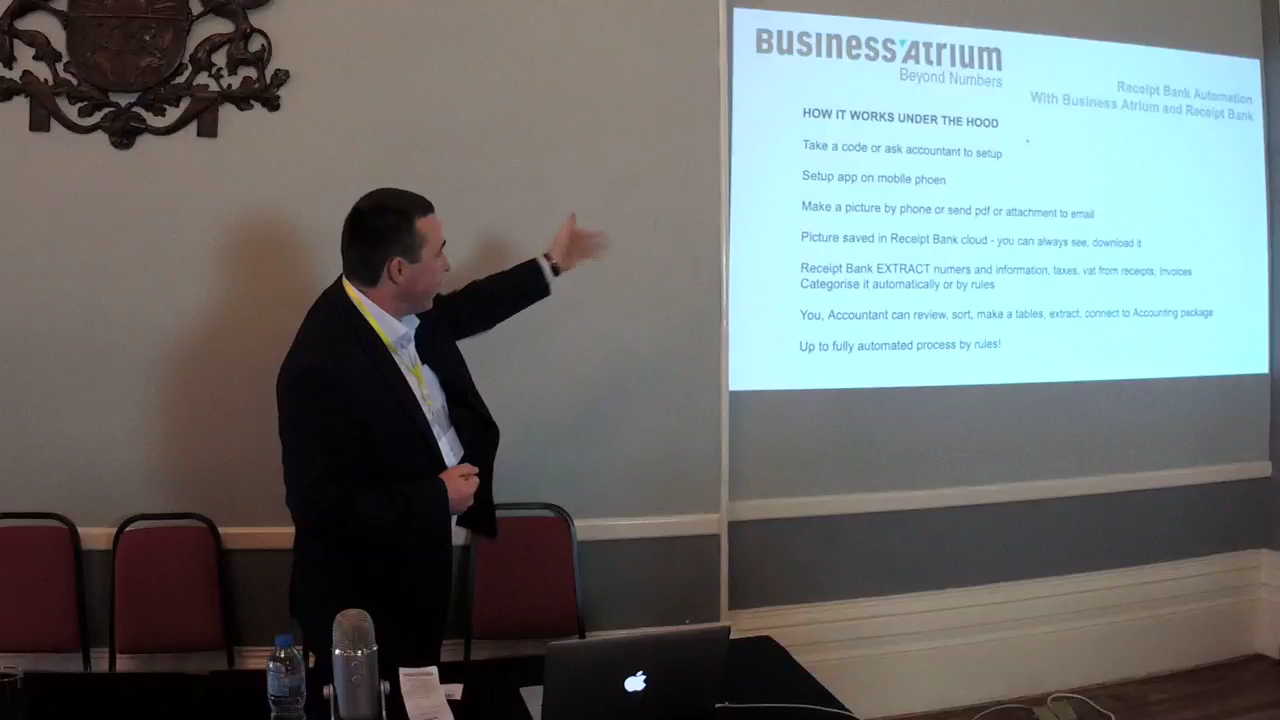 Business Atrium
Beyond Numbers
Receipt Bank Automation
With Business Atrium and Receipt Bank
HOW IT WORKS UNDER THE HOOD
Take a code or ask accountant to setup
Setup app on mobile phoen
Make a picture by phone or send pdf or attachment to email
Picture saved in Receipt Bank cloud - you can always see, download it
Receipt Bank EXTRACT numers and information, taxes, vat from receipts, invoices
Categorise it automatically or by rules
You, Accountant can review, sort, make a tables, extract, connect to Accounting package
Up to fully automated process by rules!